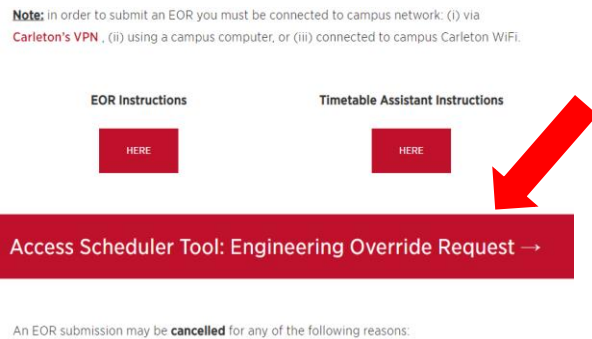 Note: in order to submit an EOR you must be connected to campus network: (i) via
Carleton's VPN , (ii) using a campus computer, or (iii) connected to campus Carleton WiFi.
EOR Instructions
Timetable Assistant Instructions
HERE
HERE
Access Scheduler Tool: Engineering Override Request →
An EOR submission may be cancelled for any of the following reasons: